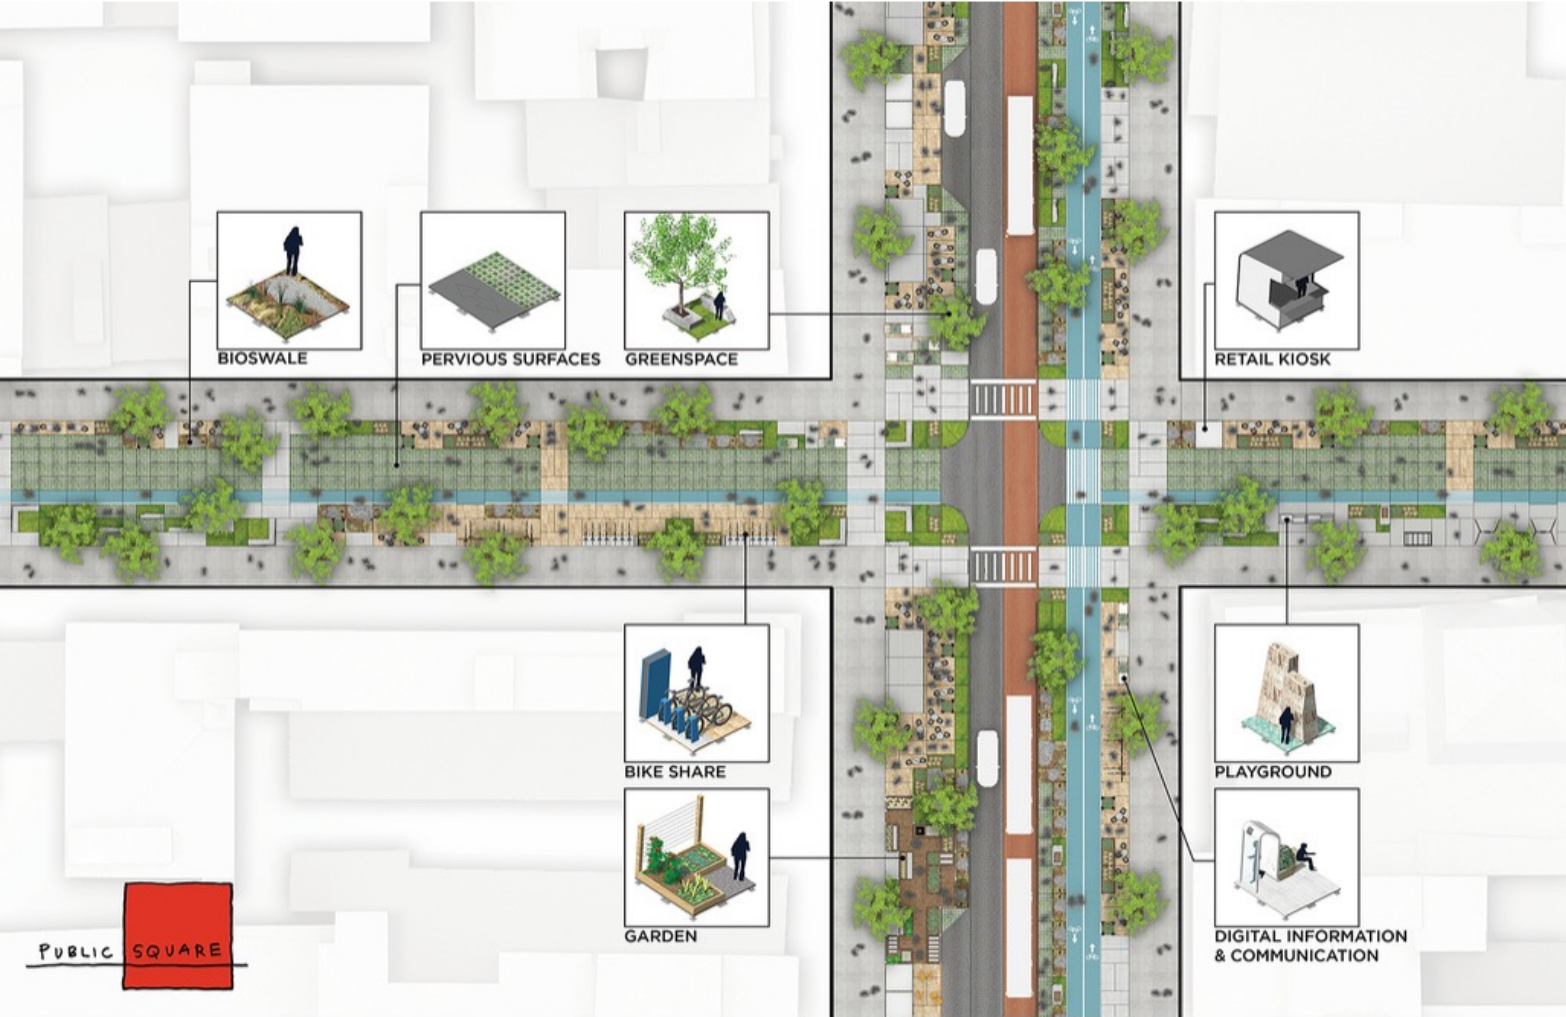 BIOSWALE
PERVIOUS SURFACES
GREENSPACE
RETAIL KIOSK
BIKE SHARE
PLAYGROUND
GARDEN
DIGITAL INFORMATION
& COMMUNICATION
PUBLIC SQUARE